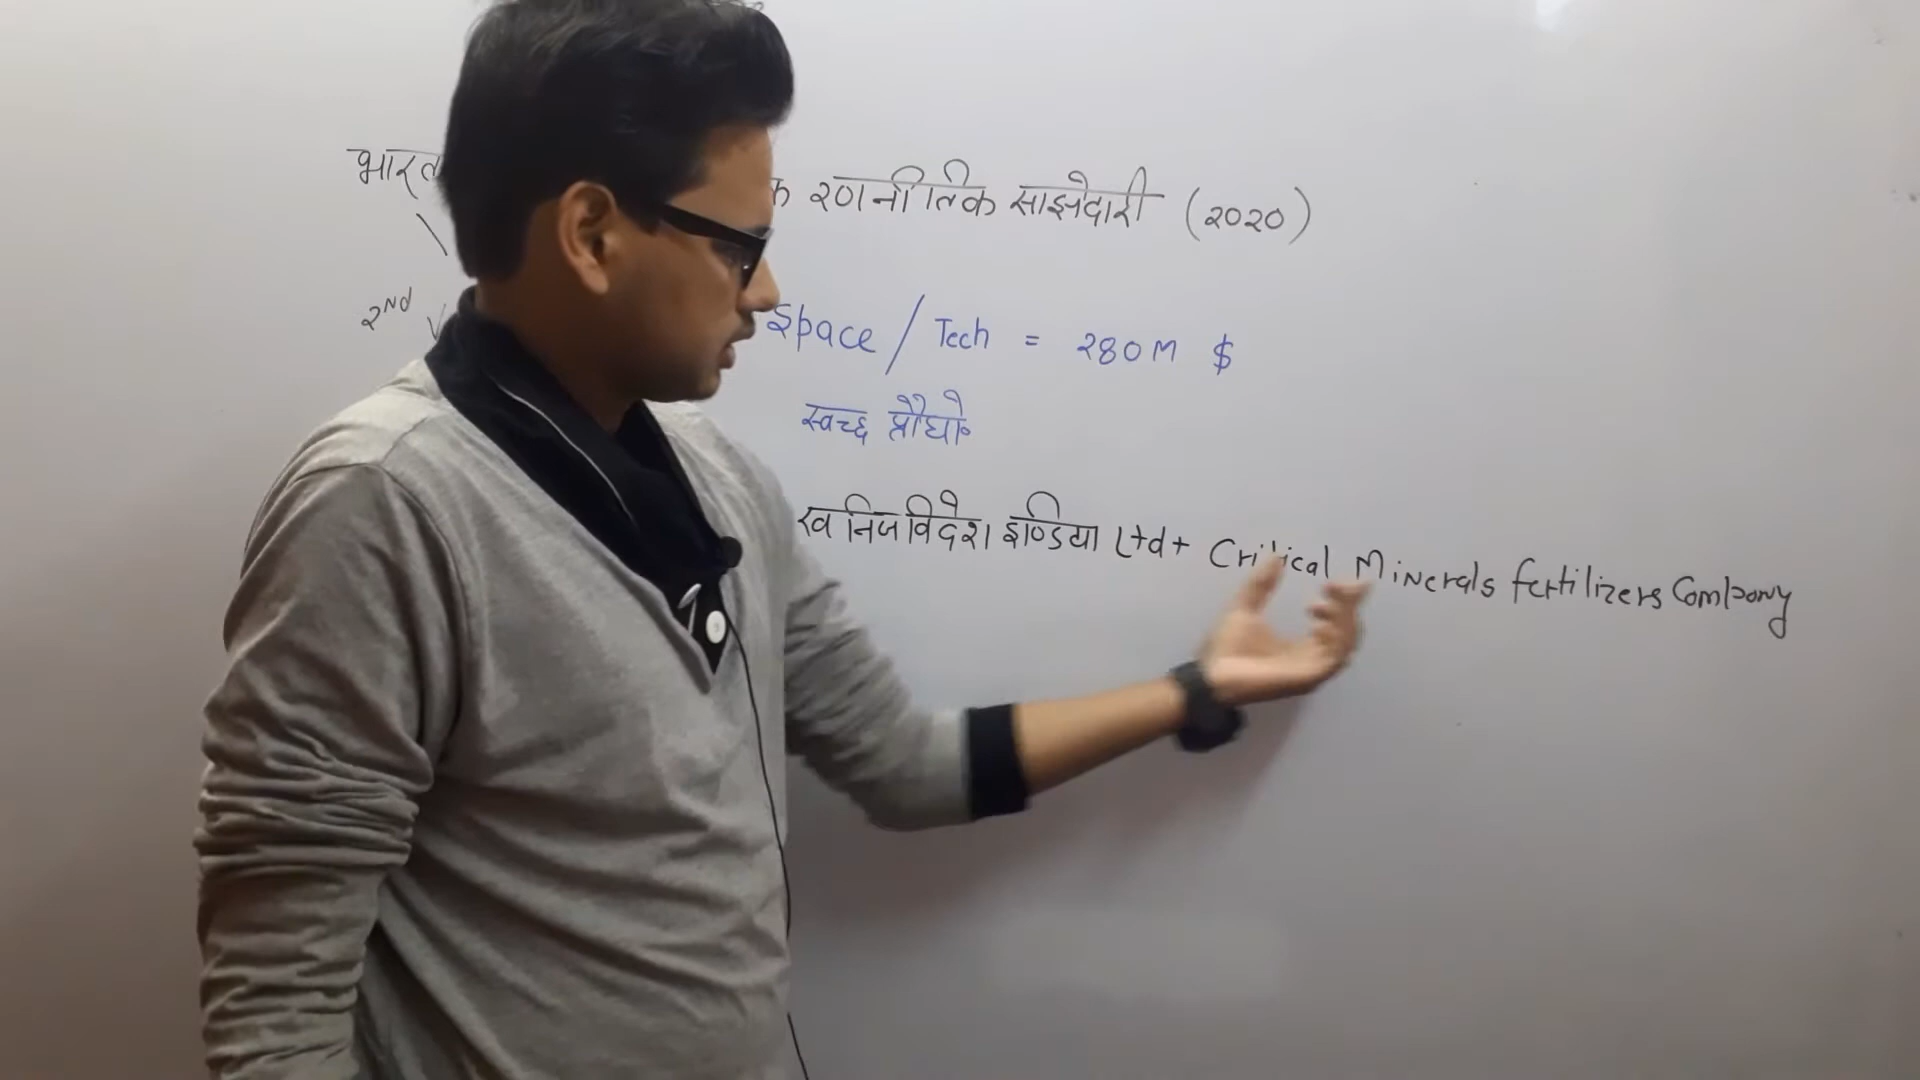 भारत रणनीतिक साझेदारी (2020)
2ND Space / Tech = 280M $
स्वच्छ प्रौद्यो॰
खनिज विदेश इण्डिया Ltd + Critical Minerals fertilizers Company